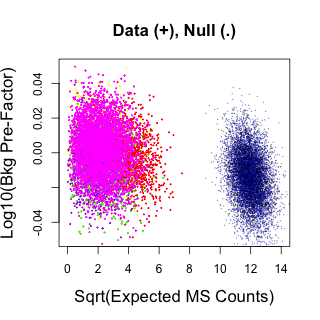 Data (+), Null (.)
Log10(Bkg Pre-Factor)
0.04
0.02
0.00
-0.04
0 2 4 6 8 10 12 14
Sqrt(Expected MS Counts)